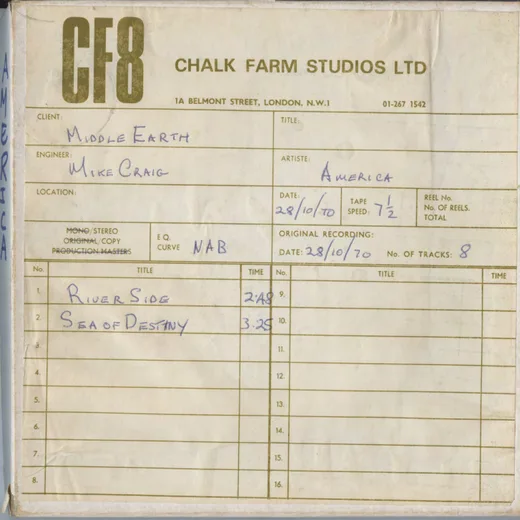 AMERICA
CF8
CHALK FARM STUDIOS LTD
1A BELMONT STREET, LONDON, N.W.1 01-267 1542
CLIENT: MIDDLE EARTH TITLE:
ENGINEER: MIKE CRAIG ARTISTE: AMERICA
LOCATION: DATE: 28/10/70 TAPE SPEED: 7 1/2 REEL No. No. OF REELS. TOTAL
MONO/STEREO
ORIGINAL/COPY
PRODUCTION MASTERS
E Q. CURVE NAB
ORIGINAL RECORDING:
DATE: 28/10/70 No. OF TRACKS: 8
No. TITLE TIME No. TITLE TIME
1. RIVER SIDE 2.48 9.
2. SEA OF DESTINY 3.25 10.
3. 11.
4. 12.
5. 13.
6. 14.
7. 15.
8. 16.